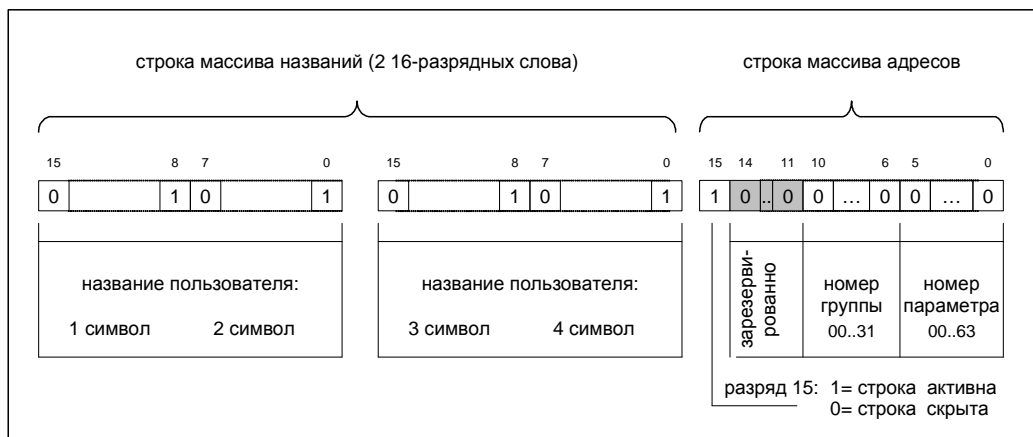 строка массива названий (2 16-разрядных слова) строка массива адресов
15 8 7 0 15 8 7 0 15 14 11 10 6 5 0
0 1 0 1 0 1 0 1 1 0 .. 0 0 ... 0 0 ... 0
название пользователя: название пользователя:
1 символ 2 символ 3 символ 4 символ
зарезерви-
рованно
номер
группы
00..31
номер
параметра
00..63
разряд 15: 1= строка активна
0= строка скрыта